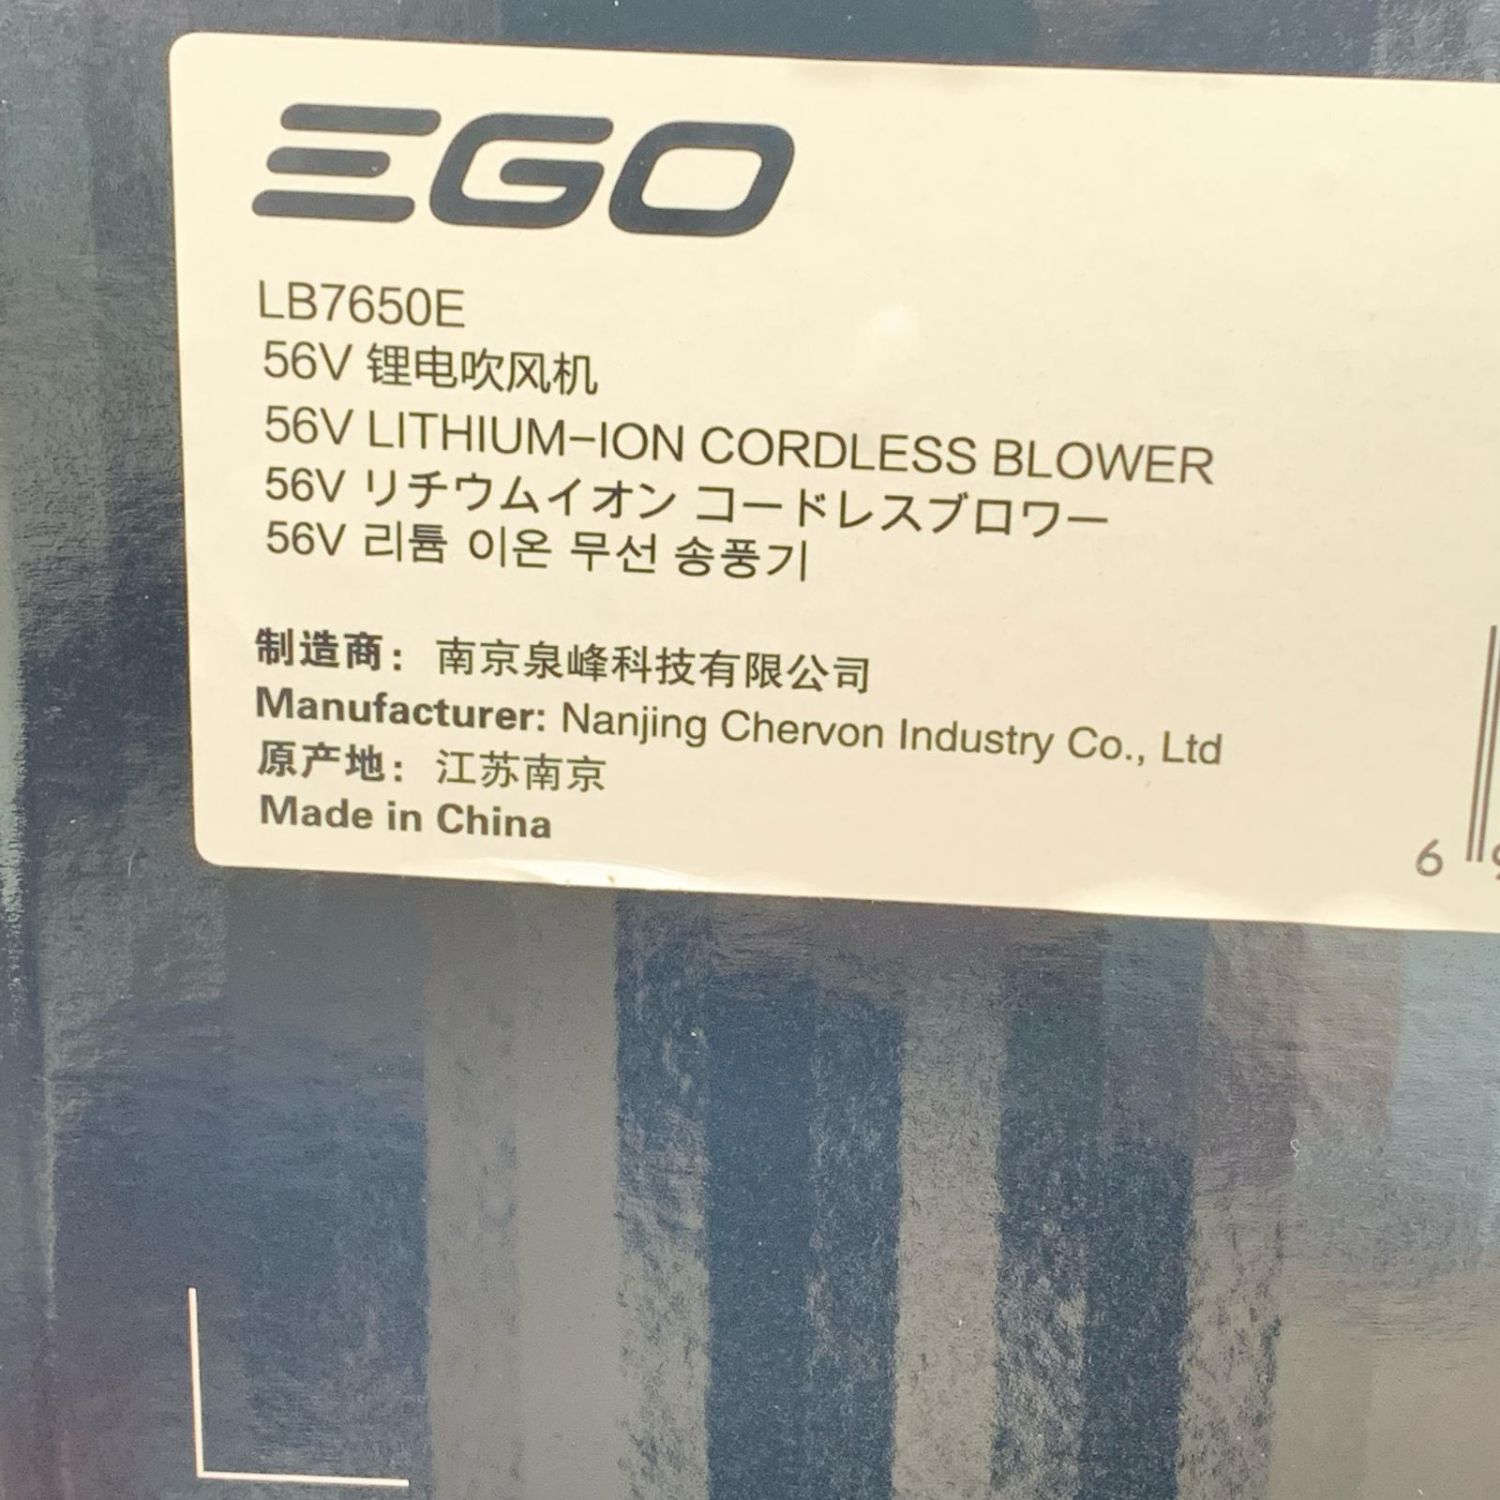 EGO
LB7650E
56V 锂电吹风机
56V LITHIUM-ION CORDLESS BLOWER
56V リチウムイオン コードレスブロワー
56V 리튬 이온 무선 송풍기
制造商： 南京泉峰科技有限公司
Manufacturer: Nanjing Chervon Industry Co., Ltd
原产地： 江苏南京
Made in China
6